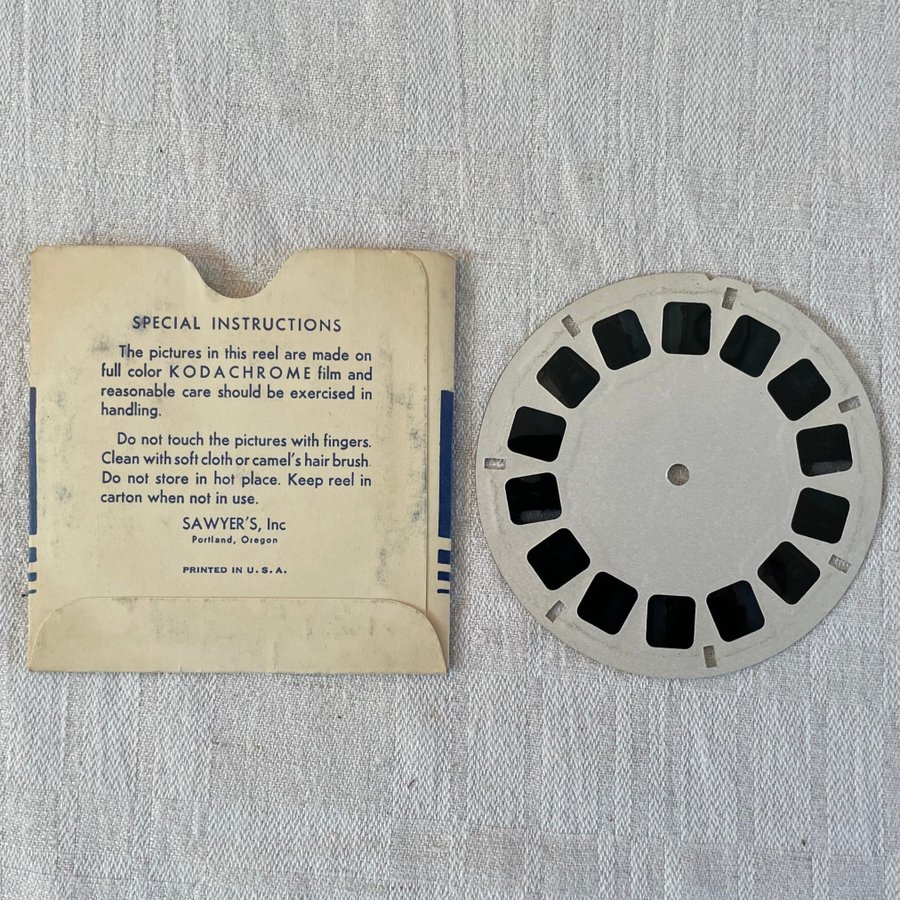 SPECIAL INSTRUCTIONS
The pictures in this reel are made on
full color KODACHROME film and
reasonable care should be exercised in
handling.
Do not touch the pictures with fingers.
Clean with soft cloth or camel's hair brush.
Do not store in hot place. Keep reel in
carton when not in use.
SAWYER'S, Inc
Portland, Oregon
PRINTED IN U. S. A.